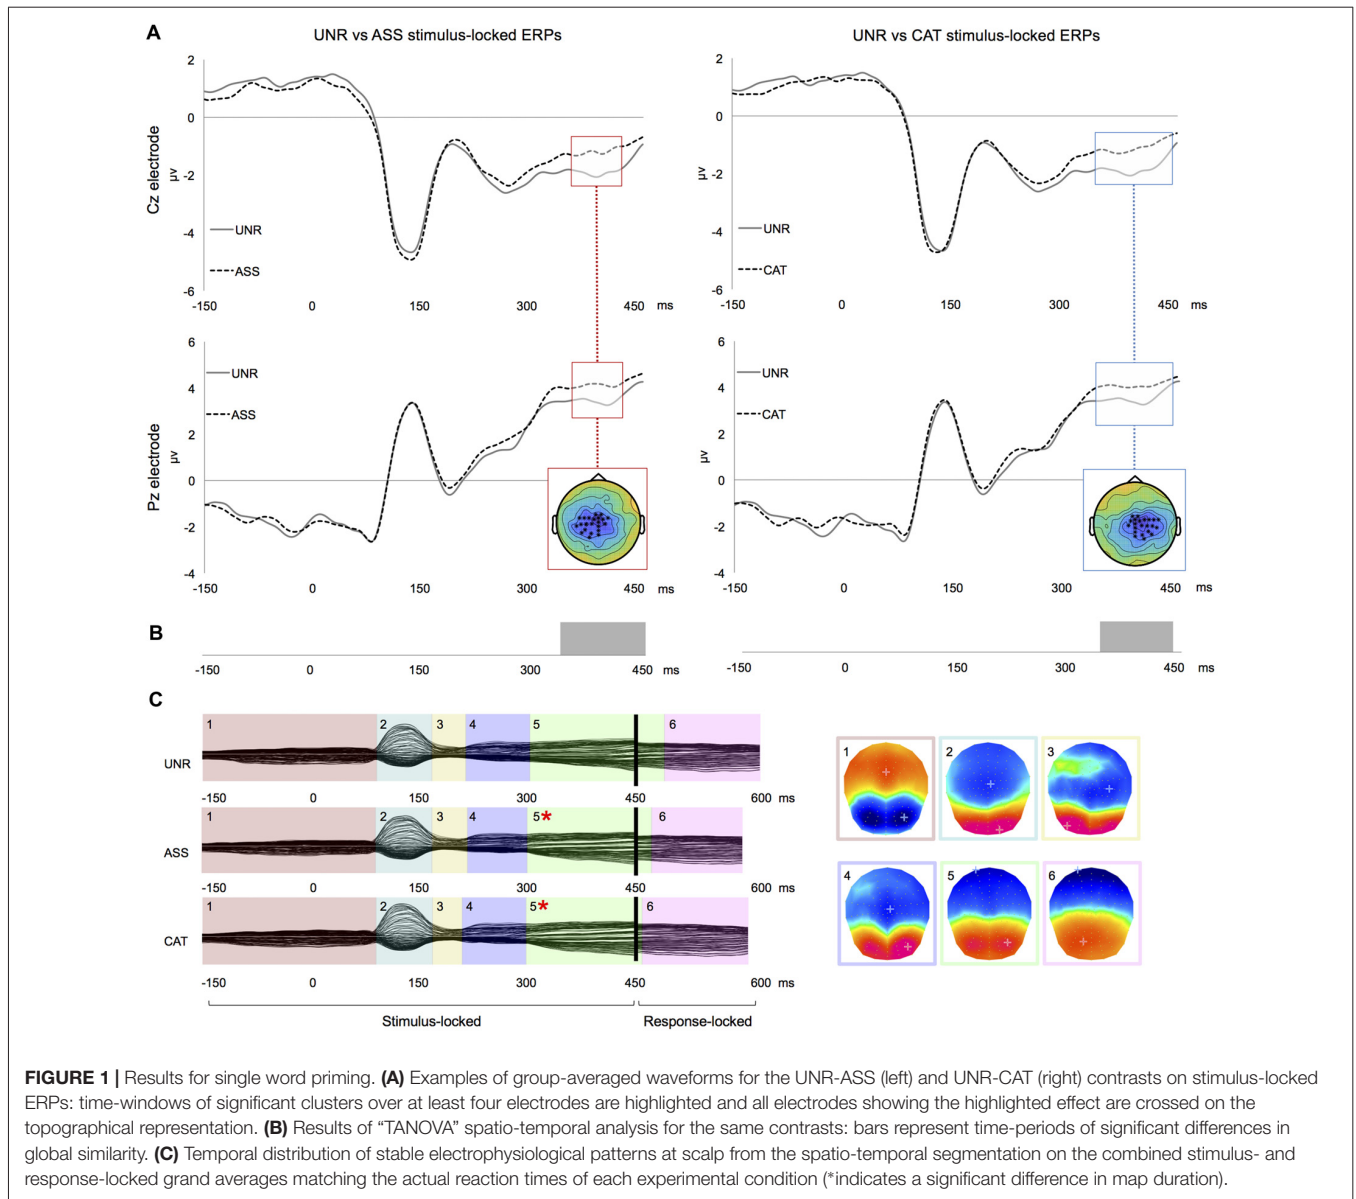 A
UNR vs ASS stimulus-locked ERPs
UNR vs CAT stimulus-locked ERPs
Cz electrode
µv
2
0
-2
-4
-6
UNR
ASS
-150 0 150 300 450 ms
µv
2
0
-2
-4
-6
UNR
CAT
-150 0 150 300 450 ms
Pz electrode
µv
6
4
2
0
-2
-4
UNR
ASS
-150 0 150 300 450 ms
µv
6
4
2
0
-2
-4
UNR
CAT
-150 0 150 300 450 ms
B
-150 0 150 300 450 ms
-150 0 150 300 450 ms
C
1 2 3 4 5 6
UNR
-150 0 150 300 450 600 ms
1 2 3 4 5* 6
ASS
-150 0 150 300 450 600 ms
1 2 3 4 5* 6
CAT
-150 0 150 300 450 600 ms
Stimulus-locked Response-locked
1 2 3
4 5 6
FIGURE 1 | Results for single word priming. (A) Examples of group-averaged waveforms for the UNR-ASS (left) and UNR-CAT (right) contrasts on stimulus-locked
ERPs: time-windows of significant clusters over at least four electrodes are highlighted and all electrodes showing the highlighted effect are crossed on the
topographical representation. (B) Results of “TANOVA” spatio-temporal analysis for the same contrasts: bars represent time-periods of significant differences in
global similarity. (C) Temporal distribution of stable electrophysiological patterns at scalp from the spatio-temporal segmentation on the combined stimulus- and
response-locked grand averages matching the actual reaction times of each experimental condition (*indicates a significant difference in map duration).